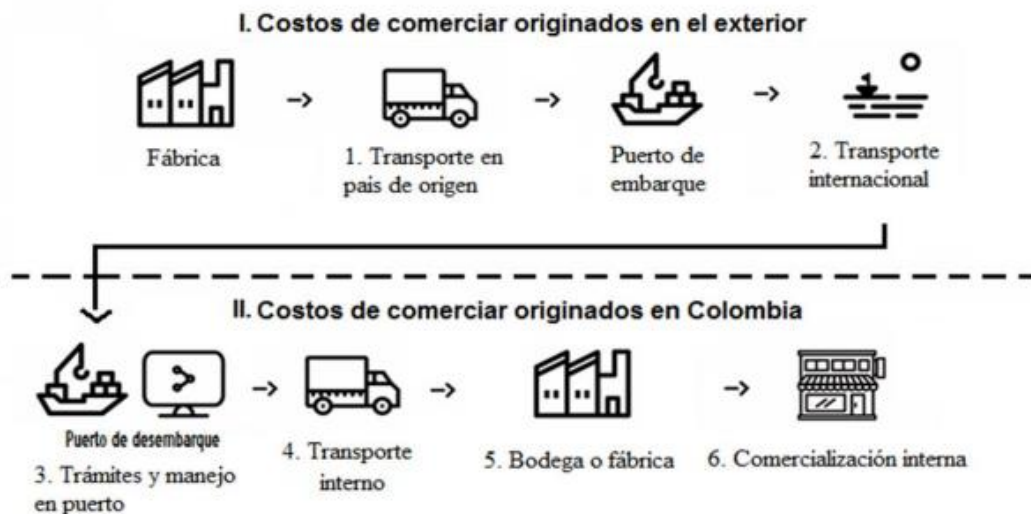 I. Costos de comerciar originados en el exterior
Fábrica
1. Transporte en
pais de origen
Puerto de
embarque
2. Transporte
internacional
II. Costos de comerciar originados en Colombia
Puerto de desembarque
3. Trámites y manejo
en puerto
4. Transporte
interno
5. Bodega o fábrica
6. Comercialización interna